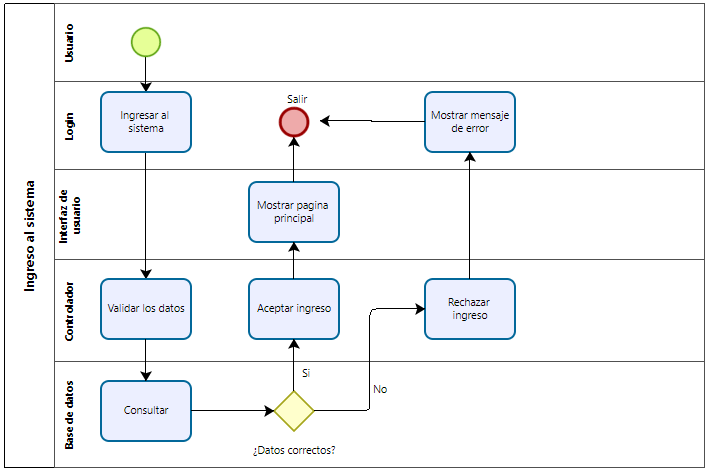 Ingreso al sistema
Usuario
Login
Ingresar al
sistema
Salir
Mostrar mensaje
de error
Interfaz de
usuario
Mostrar pagina
principal
Controlador
Validar los datos
Aceptar ingreso
Rechazar
ingreso
Base de datos
Consultar
Si
No
¿Datos correctos?